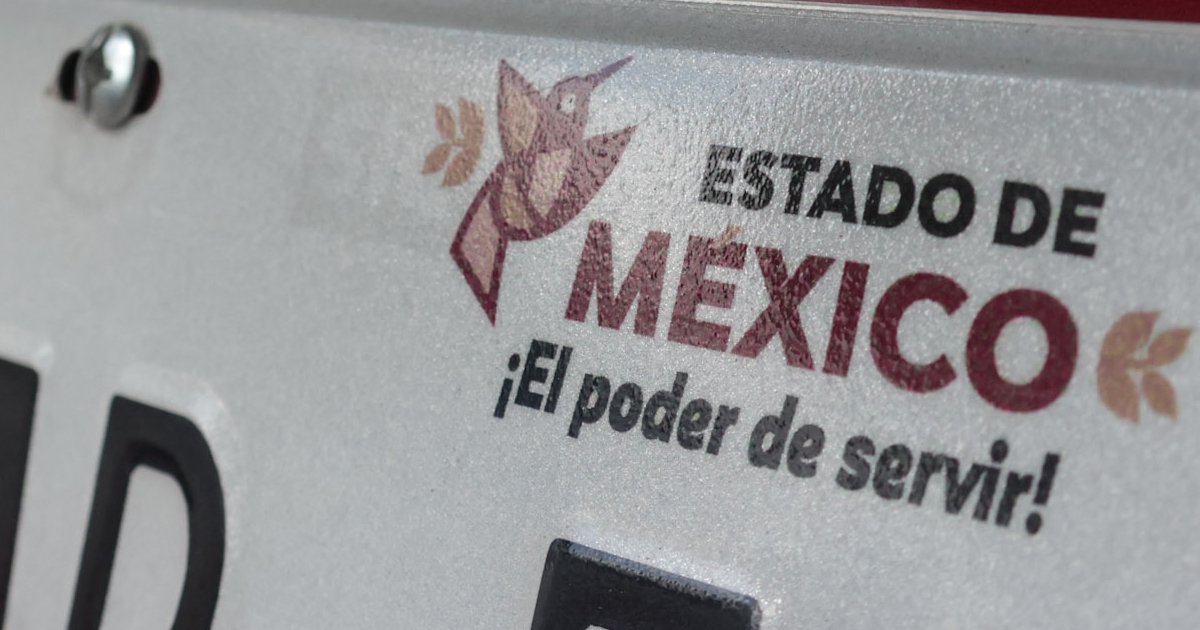 ESTADO DE
MÉXICO
¡El poder de servir!
D